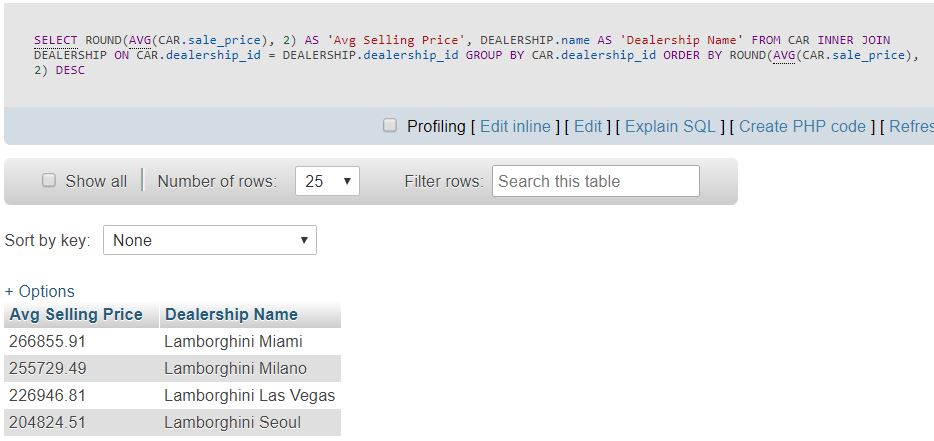 SELECT ROUND(AVG(CAR.sale_price), 2) AS 'Avg Selling Price', DEALERSHIP.name AS 'Dealership Name' FROM CAR INNER JOIN
DEALERSHIP ON CAR.dealership_id = DEALERSHIP.dealership_id GROUP BY CAR.dealership_id ORDER BY ROUND(AVG(CAR.sale_price),
2) DESC
Profiling [ Edit inline ] [ Edit ] [ Explain SQL ] [ Create PHP code ] [ Refres
Show all Number of rows: 25 Filter rows: Search this table
Sort by key: None
+ Options
Avg Selling Price Dealership Name
266855.91 Lamborghini Miami
255729.49 Lamborghini Milano
226946.81 Lamborghini Las Vegas
204824.51 Lamborghini Seoul